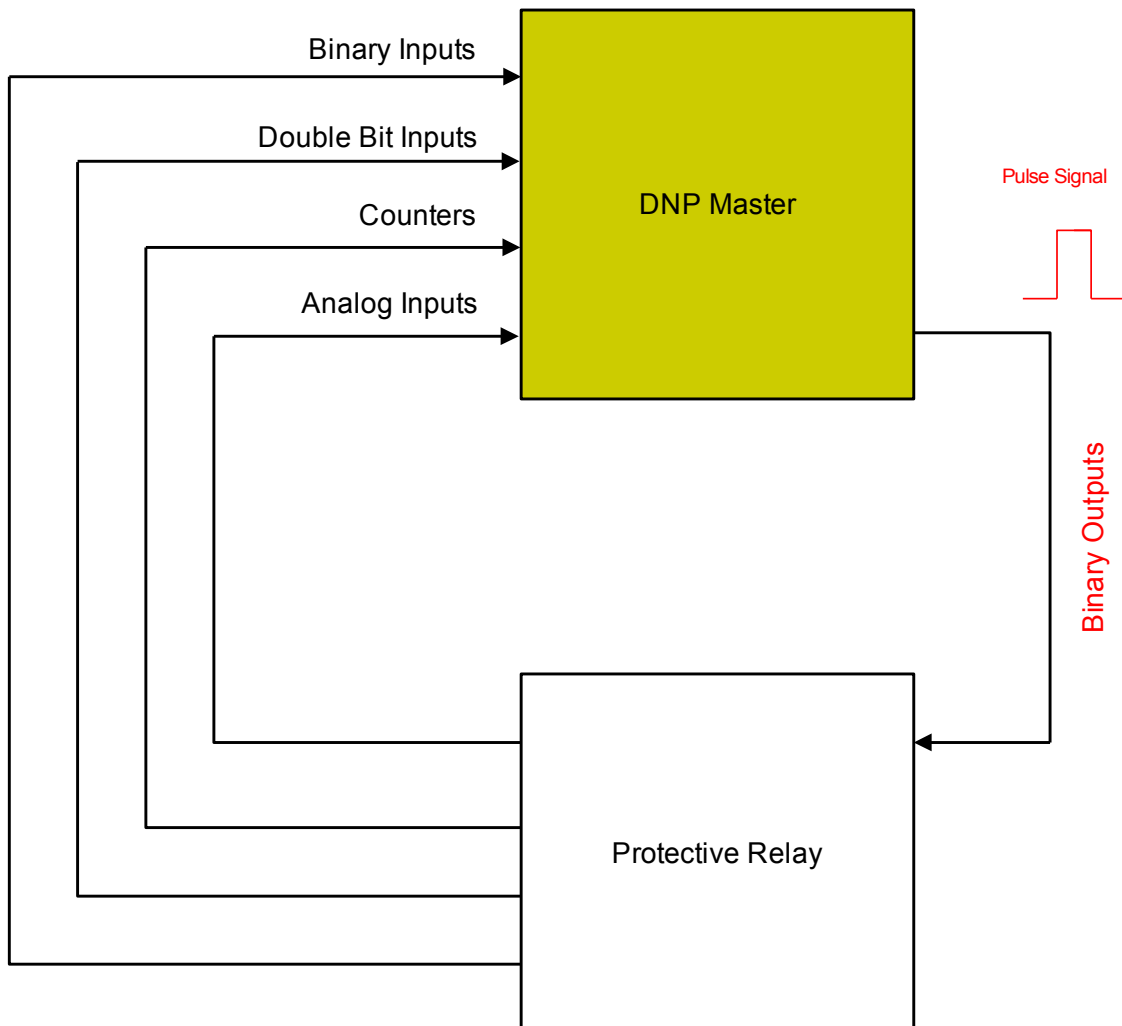 Binary Inputs
Double Bit Inputs
Counters
Analog Inputs
DNP Master
Pulse Signal
Binary Outputs
Protective Relay